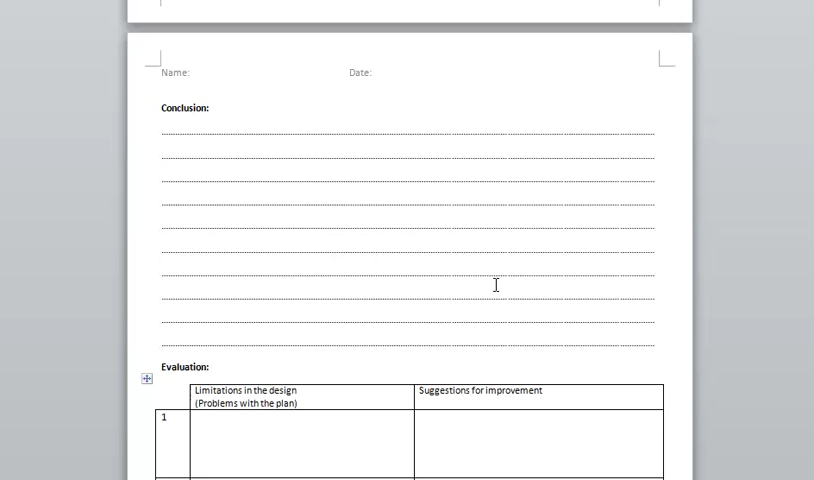 Name: Date:
Conclusion:
Evaluation:
Limitations in the design Suggestions for improvement
(Problems with the plan)
1